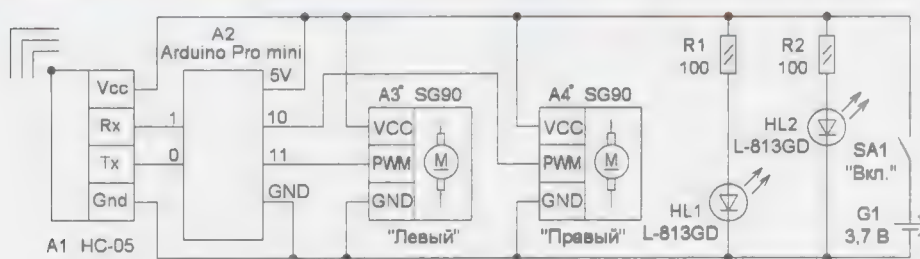 A2
Arduino Pro mini
5V
10
11
GND
1
0
Vcc
Rx
Tx
Gnd
A1 HC-05
A3* SG90
VCC
PWM
GND
M
"Левый"
A4* SG90
VCC
PWM
GND
M
"Правый"
R1
100
R2
100
HL2
L-813GD
HL1
L-813GD
SA1
"Вкл."
G1
3,7 В
+